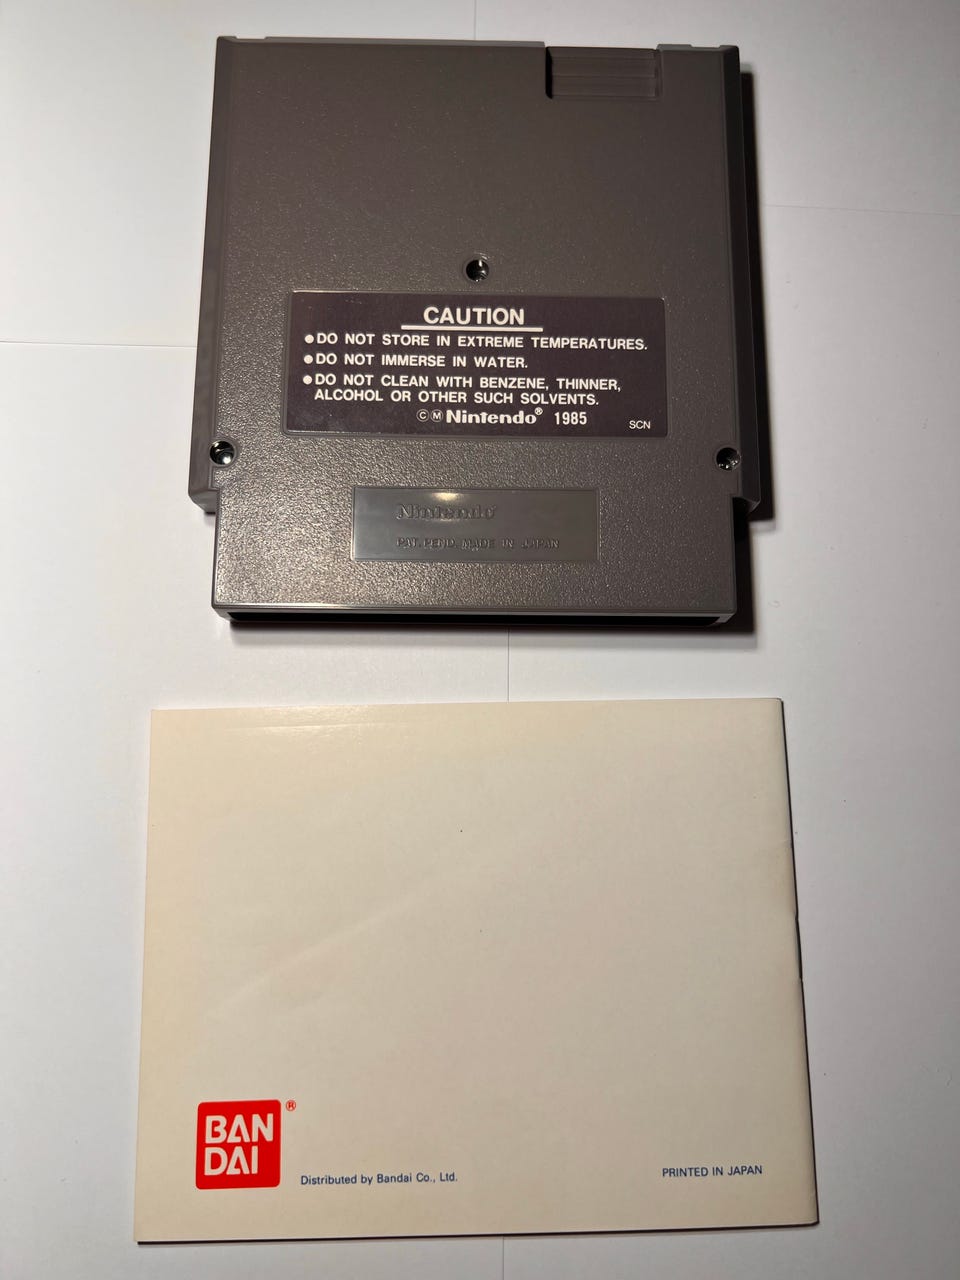 CAUTION
●DO NOT STORE IN EXTREME TEMPERATURES.
●DO NOT IMMERSE IN WATER.
●DO NOT CLEAN WITH BENZENE, THINNER,
ALCOHOL OR OTHER SUCH SOLVENTS.
ⒸⓂNintendo® 1985
SCN
Nintendo
PAT. PEND. MADE IN JAPAN
BAN
DAI
®
Distributed by Bandai Co., Ltd.
PRINTED IN JAPAN